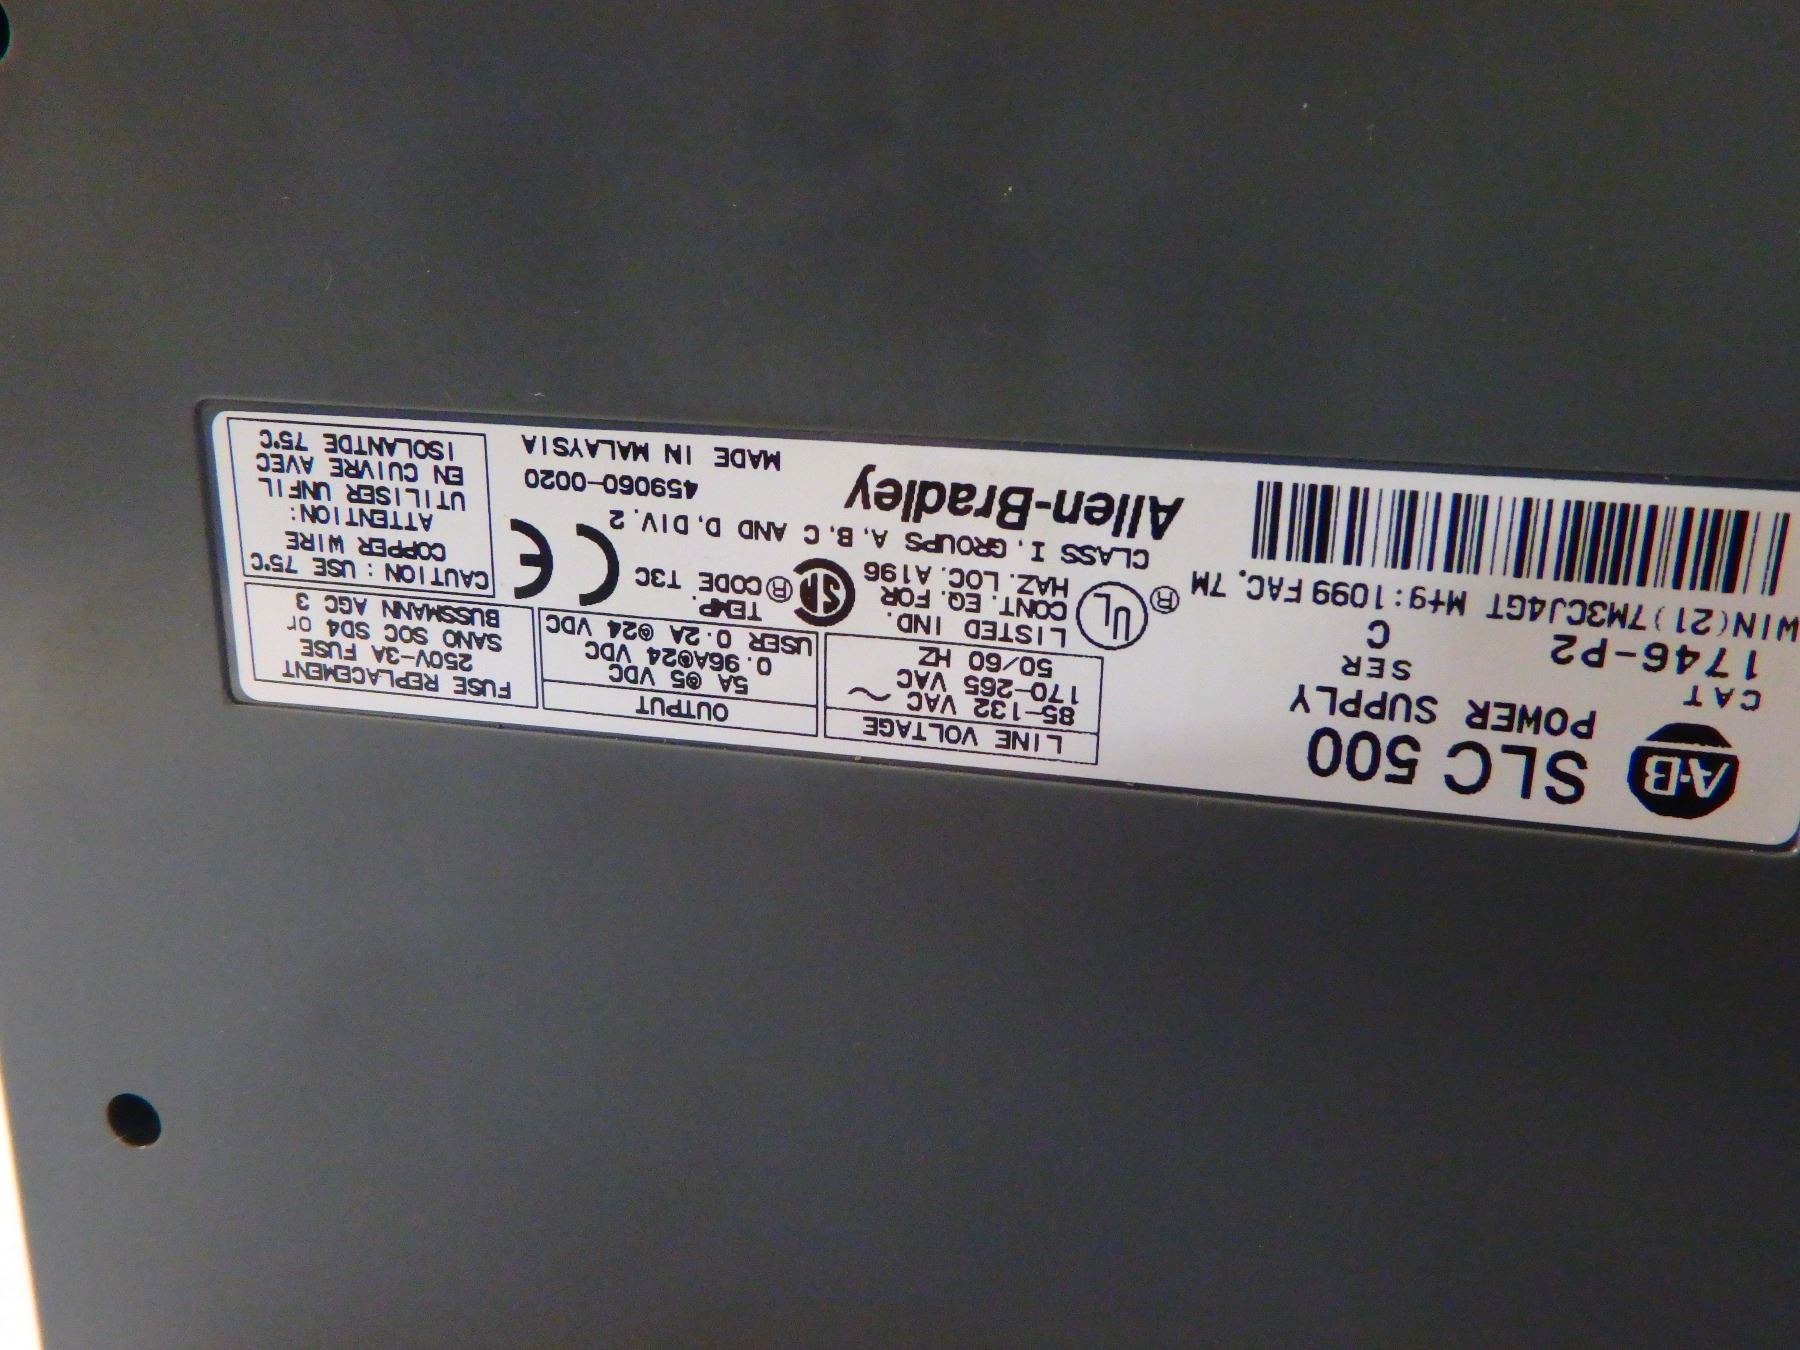 A-B
SLC 500
POWER SUPPLY
CAT
SER
1746-P2
C
WIN(21)7M3CJ4GT Mfg:1099 FAC. 7M
LINE VOLTAGE
85-132 VAC ~
170-265 VAC
50/60 HZ
UL
®
LISTED IND.
CONT. EQ. FOR
HAZ. LOC. A196
CLASS I, GROUPS A, B, C AND D, DIV. 2
Allen-Bradley
OUTPUT
5A @5 VDC
0.96A@24 VDC
USER 0.2A @24 VDC
SA
®
TEMP.
CODE T3C
CE
459060-0020
MADE IN MALAYSIA
FUSE REPLACEMENT
250V-3A FUSE
SANO SOC SD4 or
BUSSMANN AGC 3
CAUTION: USE 75°C
COPPER WIRE
ATTENTION:
UTILISER UNFIL
EN CUIVRE AVEC
ISOLANTDE 75°C